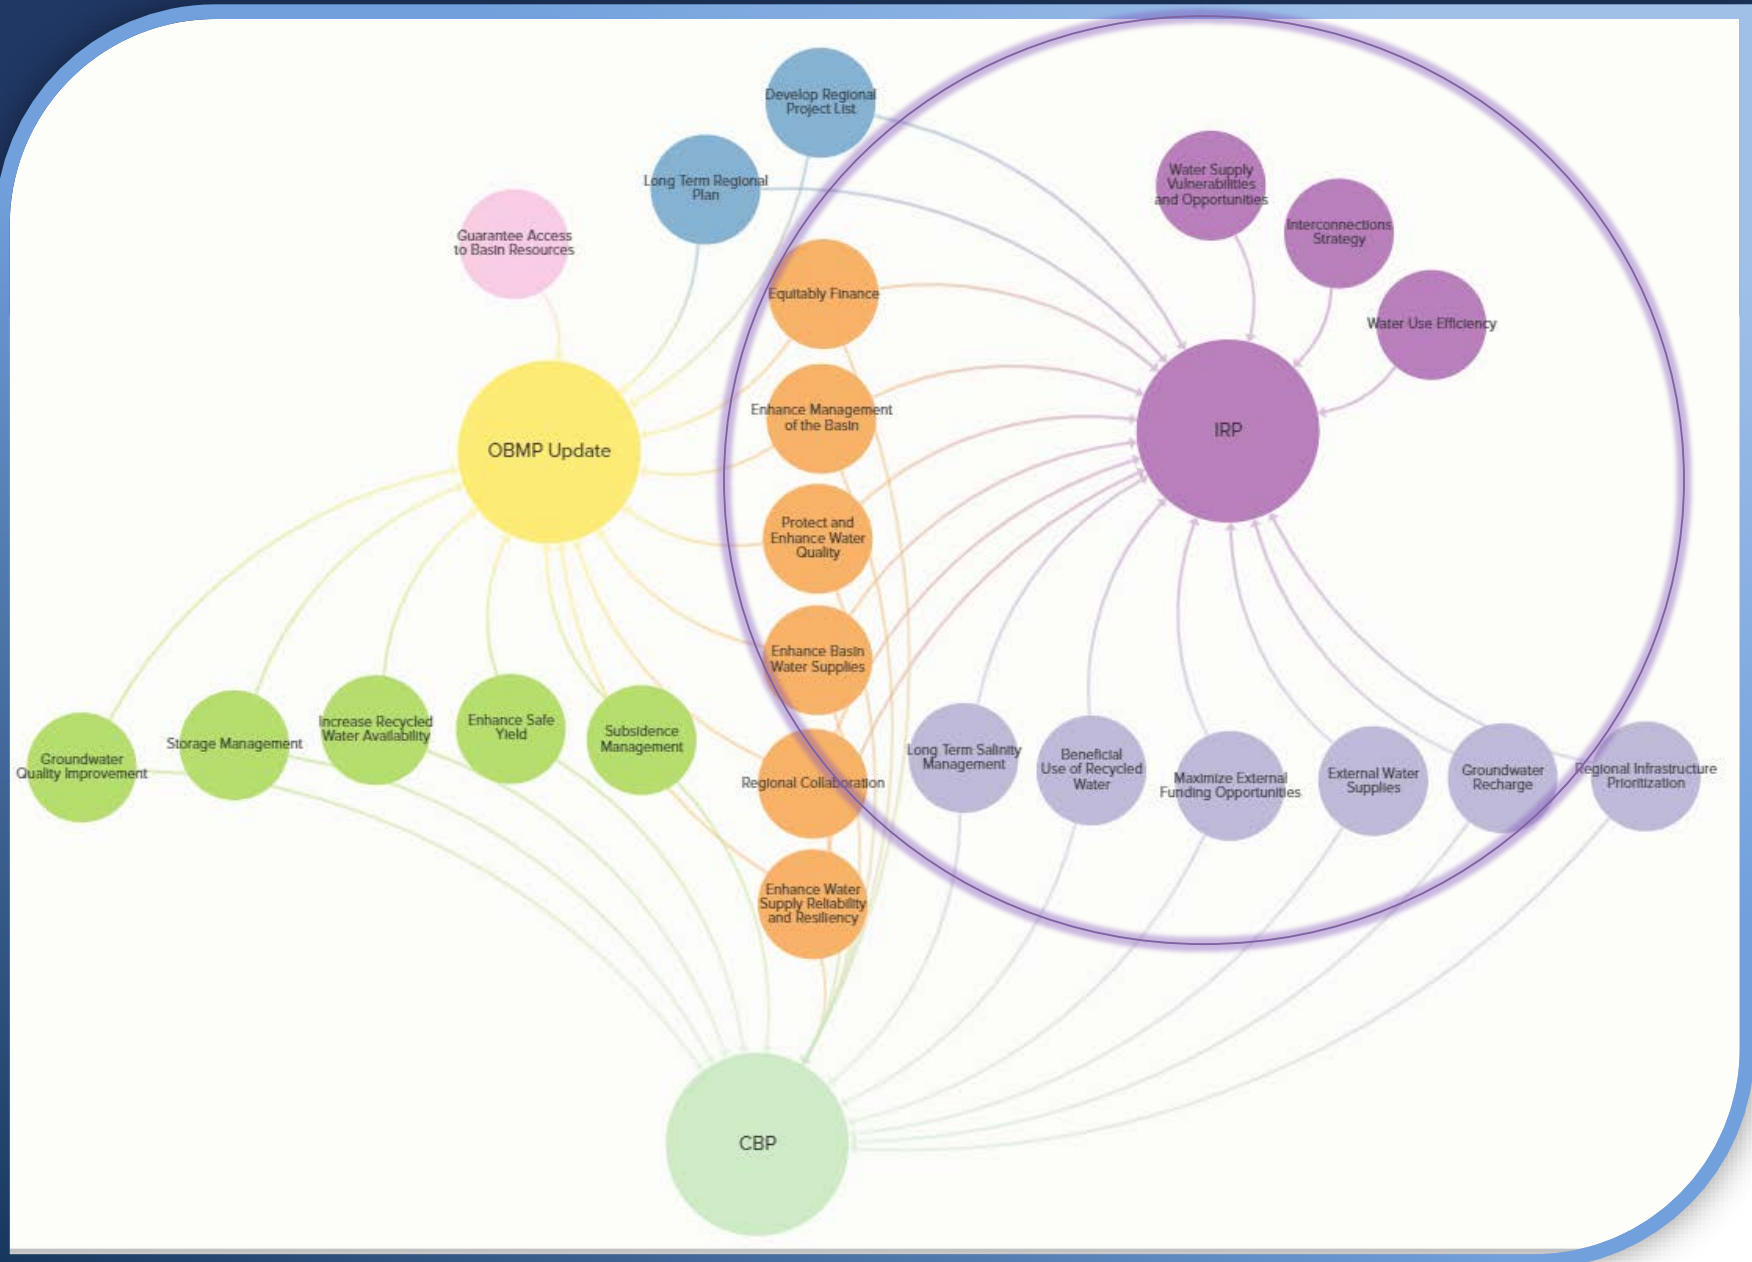 Develop Regional
Project List
Long Term Regional
Plan
Guarantee Access
to Basin Resources
Water Supply
Vulnerabilities
and Opportunities
Interconnections
Strategy
Water Use Efficiency
Equitably Finance
Enhance Management
of the Basin
OBMP Update
IRP
Protect and
Enhance Water
Quality
Enhance Basin
Water Supplies
Groundwater
Quality Improvement
Storage Management
Increase Recycled
Water Availability
Enhance Safe
Yield
Subsidence
Management
Regional Collaboration
Long Term Salinity
Management
Beneficial
Use of Recycled
Water
Maximize External
Funding Opportunities
External Water
Supplies
Groundwater
Recharge
Regional Infrastructure
Prioritization
Enhance Water
Supply Reliability
and Resiliency
CBP